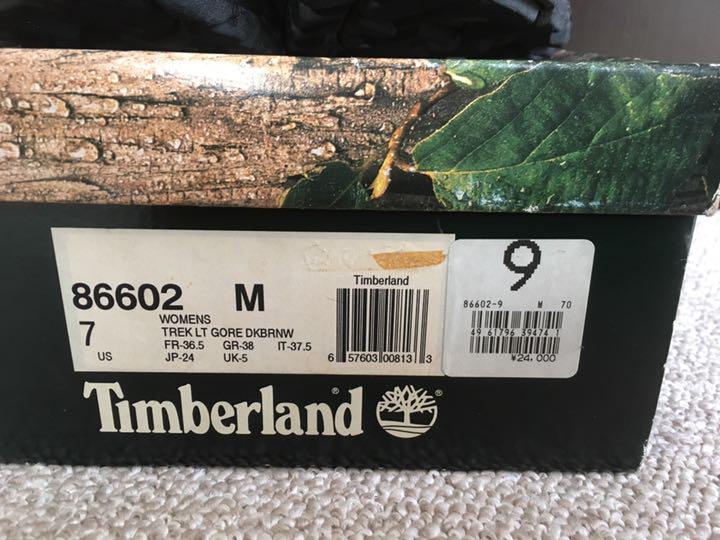 86602 M
7 US
WOMENS
TREK LT GORE DKBRNW
FR-36.5 GR-38 IT-37.5
JP-24 UK-5
Timberland
6 57603 00813 3
9
86602-9 M 70
49 61796 39474 1
¥24,000
Timberland®
®